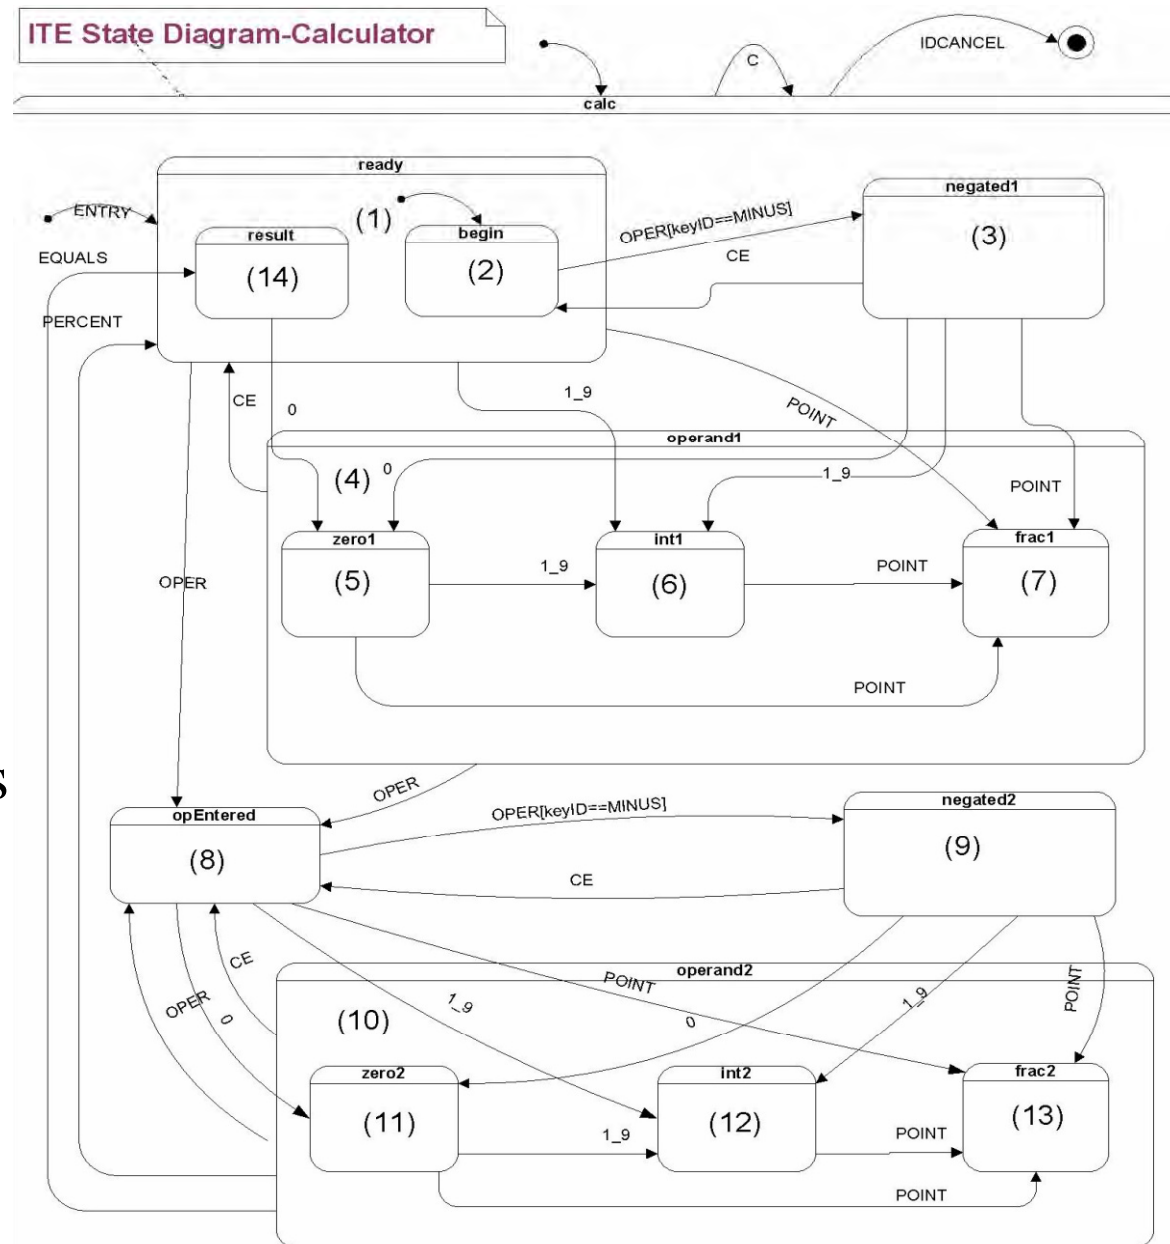 ITE State Diagram-Calculator
IDCANCEL
C
calc
ready
negated1
ENTRY
(1)
OPER[keyID==MINUS]
result
begin
(3)
EQUALS
CE
(14)
(2)
PERCENT
CE
0
1_9
POINT
operand1
(4)
0
1_9
POINT
zero1
int1
frac1
1_9
POINT
(5)
(6)
(7)
OPER
POINT
s
OPER
negated2
opEntered
OPER[keyID==MINUS]
(8)
(9)
CE
CE
operand2
POINT
POINT
OPER
0
1_9
0
1_9
(10)
zero2
int2
frac2
(11)
(12)
(13)
1_9
POINT
POINT